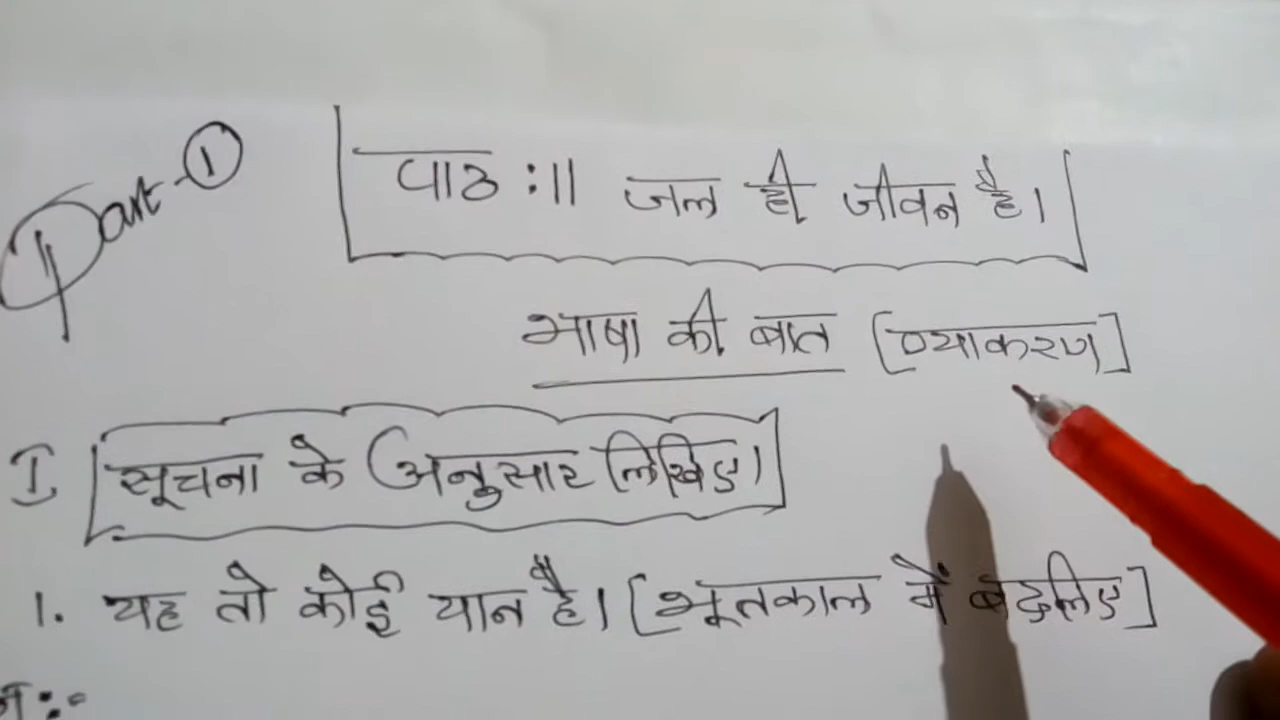 Part - 1
पाठ :11 जल ही जीवन है।
भाषा की बात [व्याकरण]
I सूचना के अनुसार लिखिए।
1. यह तो कोई यान है। [भूतकाल में बदलिए]